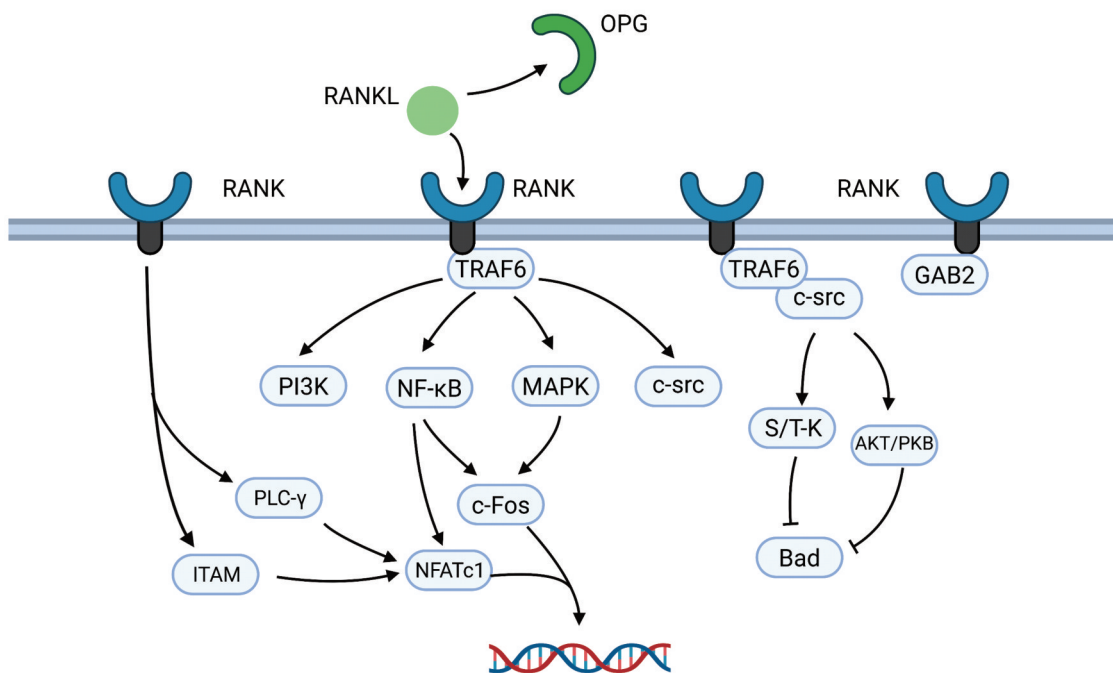 OPG
RANKL
RANK
RANK
RANK
TRAF6
TRAF6
GAB2
c-src
PI3K
NF-κB
MAPK
c-src
S/T-K
AKT/PKB
PLC-γ
c-Fos
Bad
ITAM
NFATc1